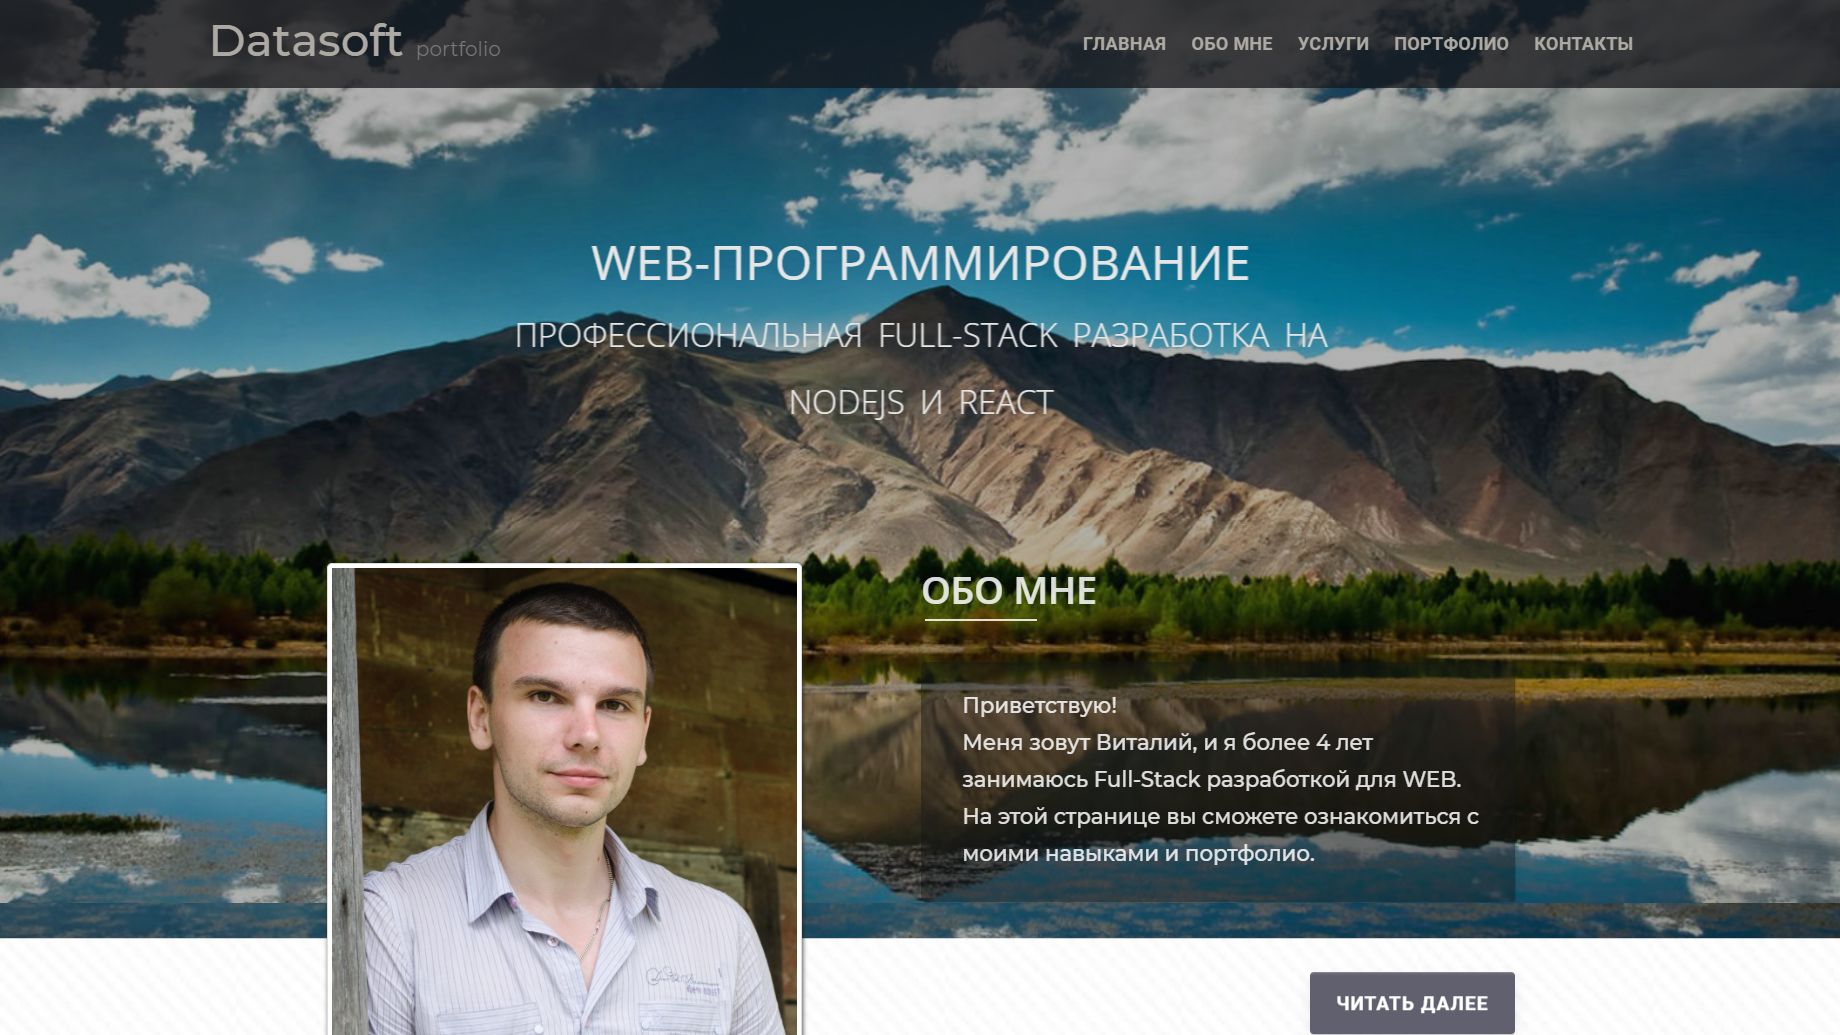 Datasoft portfolio
ГЛАВНАЯ ОБО МНЕ УСЛУГИ ПОРТФОЛИО КОНТАКТЫ
WEB-ПРОГРАММИРОВАНИЕ
ПРОФЕССИОНАЛЬНАЯ FULL-STACK РАЗРАБОТКА НА
NODEJS И REACT
ОБО МНЕ
Приветствую!
Меня зовут Виталий, и я более 4 лет
занимаюсь Full-Stack разработкой для WEB.
На этой странице вы сможете ознакомиться с
моими навыками и портфолио.
ЧИТАТЬ ДАЛЕЕ